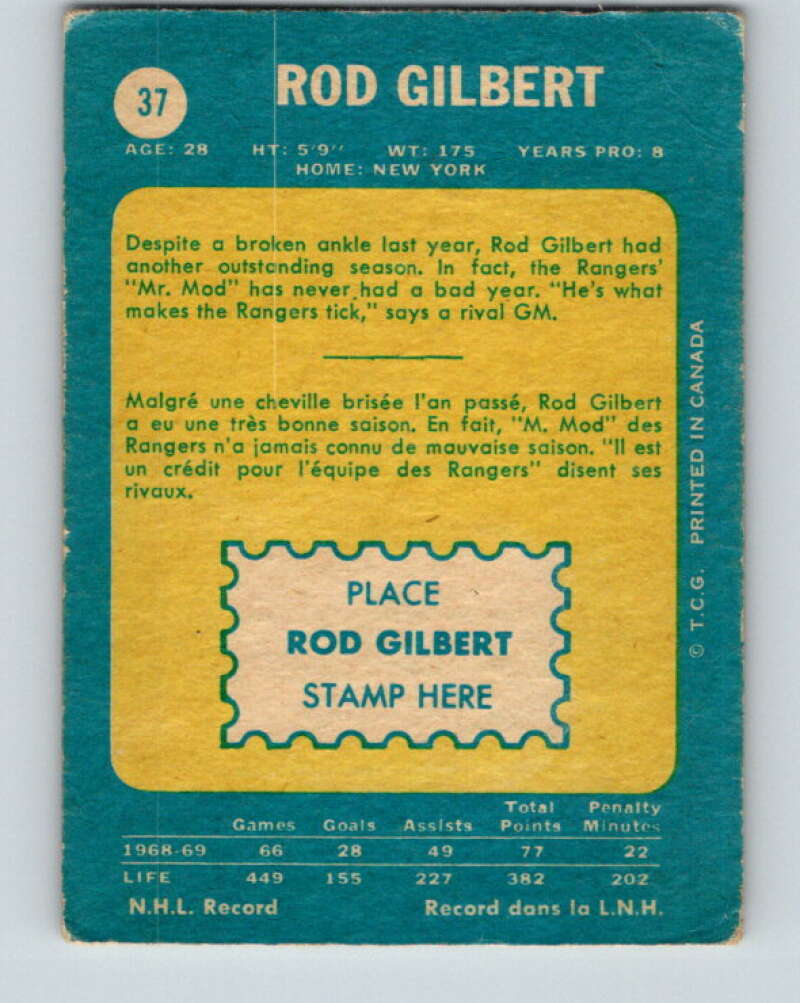 37
ROD GILBERT
AGE: 28 HT: 5'9'' WT: 175 YEARS PRO: 8
HOME: NEW YORK
Despite a broken ankle last year, Rod Gilbert had
another outstanding season. In fact, the Rangers'
"Mr. Mod" has never had a bad year. "He's what
makes the Rangers tick," says a rival GM.
Malgré une cheville brisée l'an passé, Rod Gilbert
a eu une très bonne saison. En fait, "M. Mod" des
Rangers n'a jamais connu de mauvaise saison. "Il est
un crédit pour l'équipe des Rangers" disent ses
rivaux.
PLACE
ROD GILBERT
STAMP HERE
© T.C.G. PRINTED IN CANADA
Total Penalty
Games Goals Assists Points Minutes
1968-69 66 28 49 77 22
LIFE 449 155 227 382 202
N.H.L. Record Record dans la L.N.H.